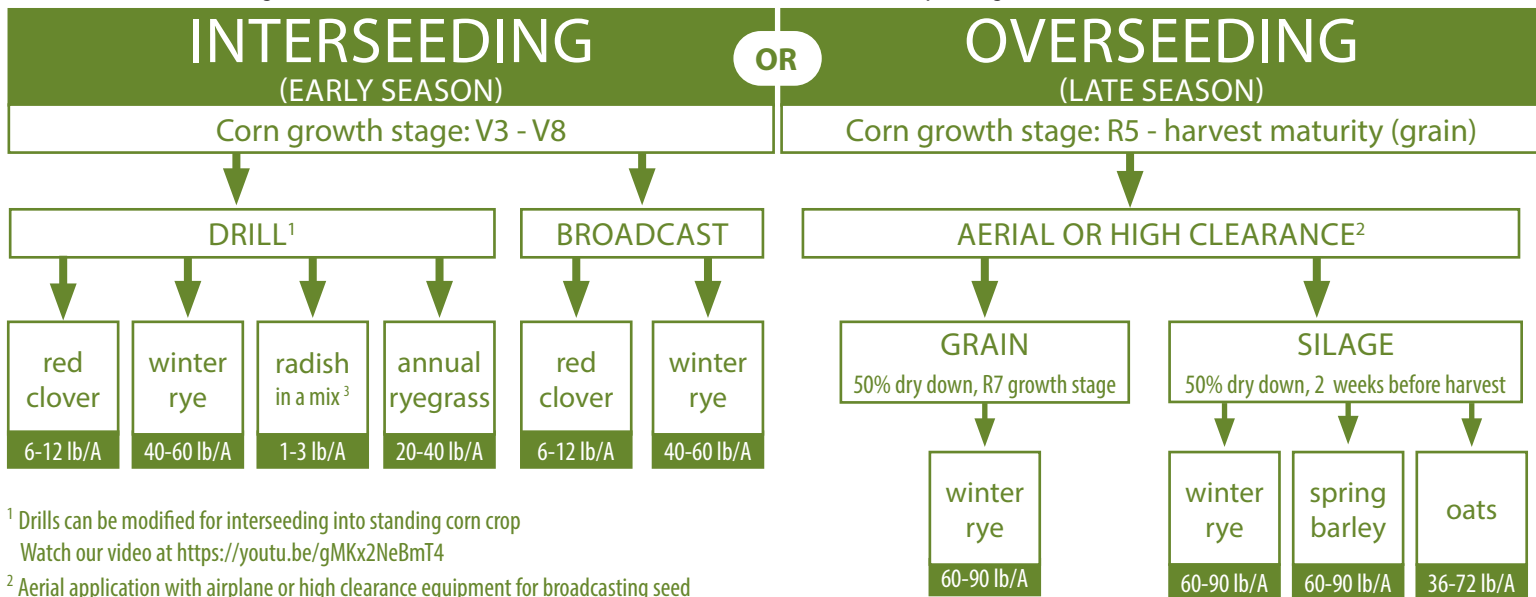 INTERSEEDING
(EARLY SEASON)
OR
OVERSEEDING
(LATE SEASON)
Corn growth stage: V3 - V8
Corn growth stage: R5 - harvest maturity (grain)
DRILL¹
BROADCAST
AERIAL OR HIGH CLEARANCE²
red
clover
6-12 lb/A
winter
rye
40-60 lb/A
radish
in a mix ³
1-3 lb/A
annual
ryegrass
20-40 lb/A
red
clover
6-12 lb/A
winter
rye
40-60 lb/A
GRAIN
50% dry down, R7 growth stage
SILAGE
50% dry down, 2 weeks before harvest
winter
rye
60-90 lb/A
winter
rye
60-90 lb/A
spring
barley
60-90 lb/A
oats
36-72 lb/A
¹ Drills can be modified for interseeding into standing corn crop
Watch our video at https://youtu.be/gMKx2NeBmT4
² Aerial application with airplane or high clearance equipment for broadcasting seed